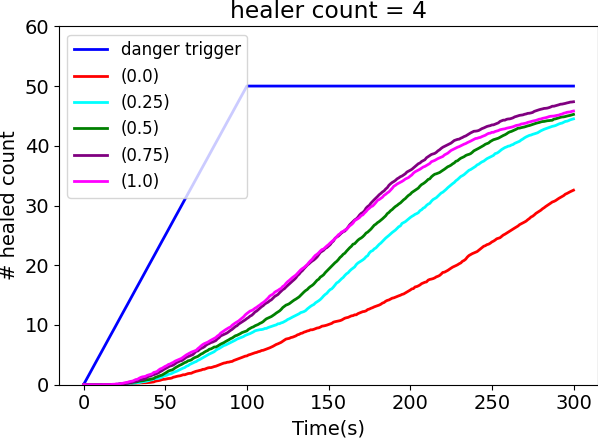 healer count = 4
danger trigger
(0.0)
(0.25)
(0.5)
(0.75)
(1.0)
# healed count
60
50
40
30
20
10
0
0 50 100 150 200 250 300
Time(s)